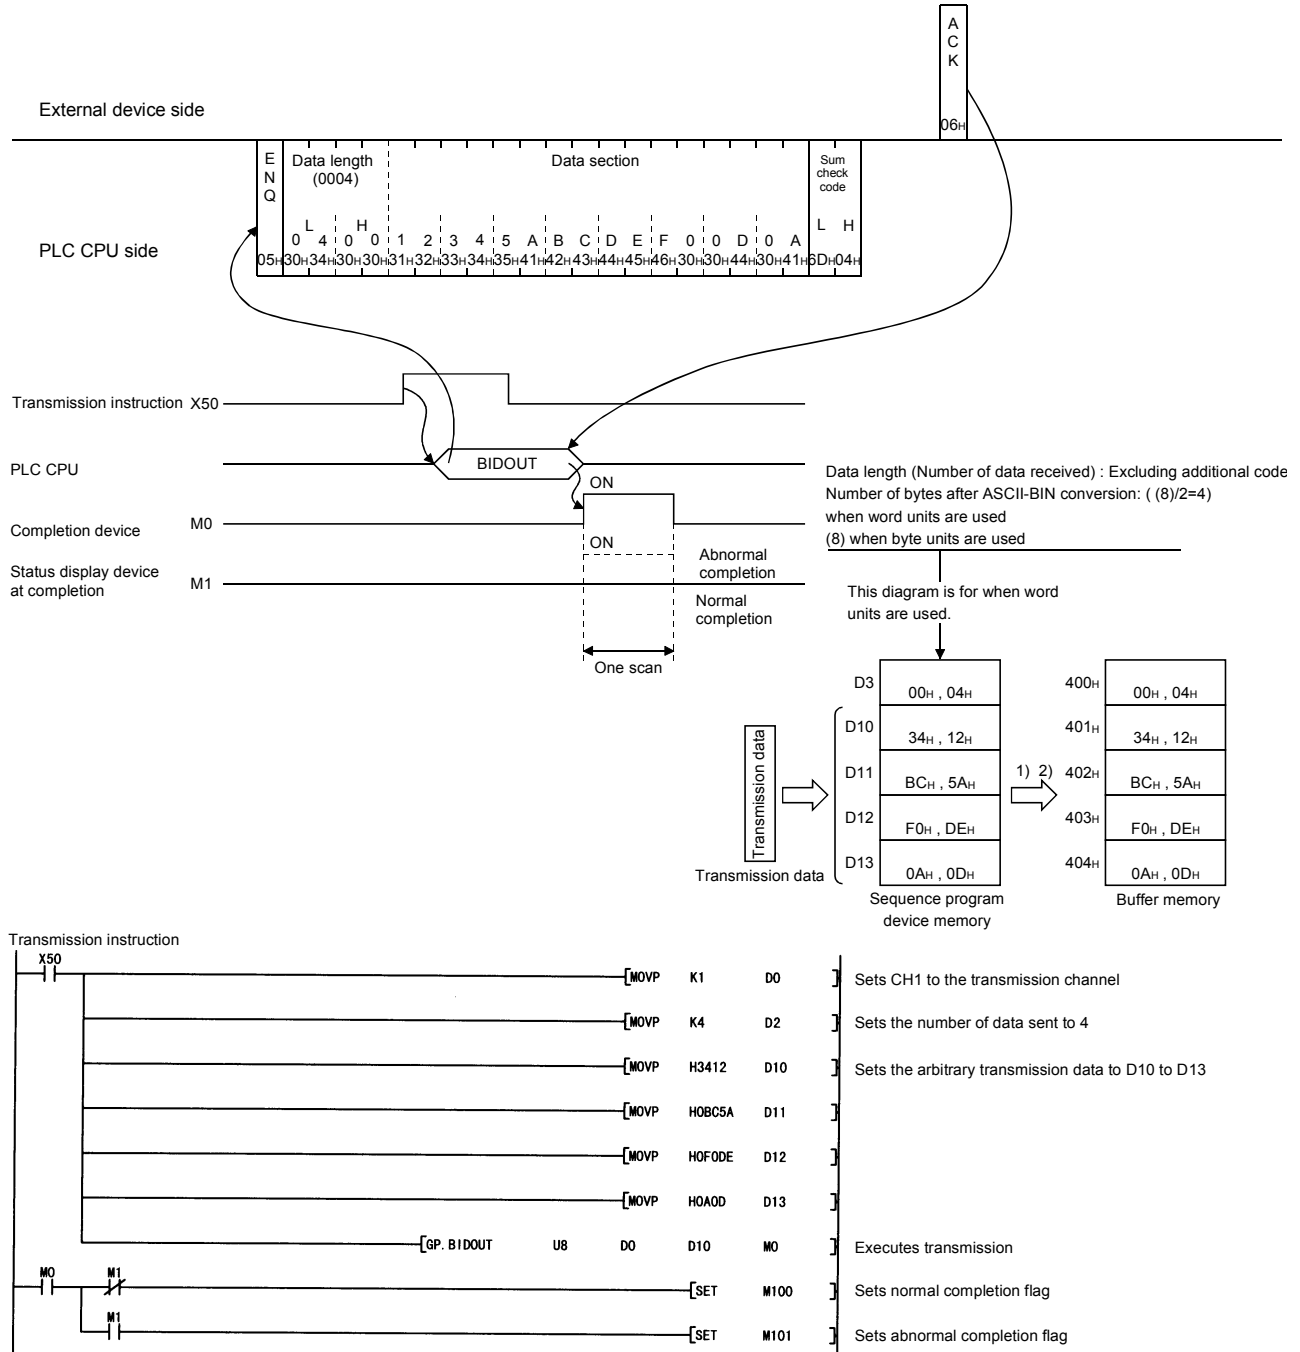 A
C
K
06H
External device side
E
N
Q
Data length
(0004)
Data section
Sum
check
code
L H L H
0 4 0 0 1 2 3 4 5 A B C D E F 0 0 D 0 A
PLC CPU side
05H 30H 34H 30H 30H 31H 32H 33H 34H 35H 41H 42H 43H 44H 45H 46H 30H 30H 44H 30H 41H 6DH 04H
Transmission instruction X50
PLC CPU
BIDOUT
ON
Completion device
M0
ON
Abnormal
completion
Status display device
at completion
M1
Normal
completion
One scan
Data length (Number of data received) : Excluding additional code
Number of bytes after ASCII-BIN conversion: ( (8)/2=4)
when word units are used
(8) when byte units are used
This diagram is for when word
units are used.
D3 00H , 04H 400H 00H , 04H
D10 34H , 12H 401H 34H , 12H
D11 BCH , 5AH 1) 2) 402H BCH , 5AH
D12 F0H , DEH 403H F0H , DEH
D13 0AH , 0DH 404H 0AH , 0DH
Transmission data
Transmission data
Sequence program
device memory
Buffer memory
Transmission instruction
X50
MOVP K1 D0 Sets CH1 to the transmission channel
MOVP K4 D2 Sets the number of data sent to 4
MOVP H3412 D10 Sets the arbitrary transmission data to D10 to D13
MOVP H0BC5A D11
MOVP H0F0DE D12
MOVP H0A0D D13
GP.BIDOUT U8 D0 D10 M0 Executes transmission
M0 M1 SET M100 Sets normal completion flag
M1 SET M101 Sets abnormal completion flag